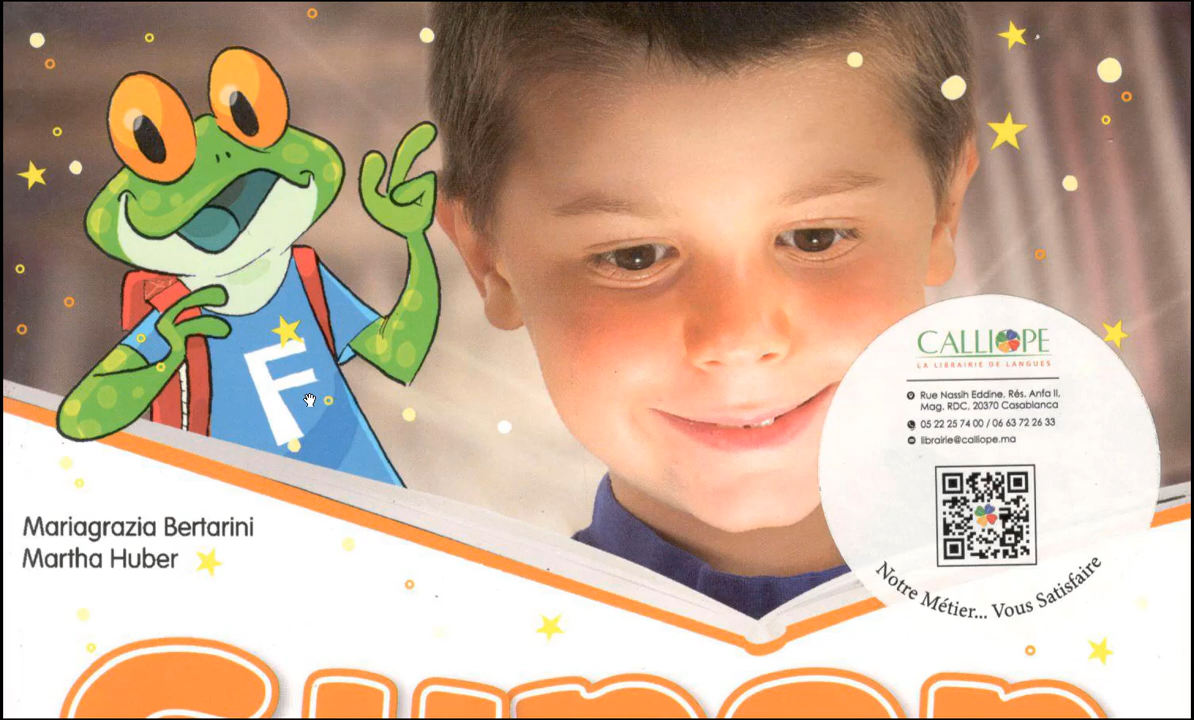 F
CALLIOPE
LA LIBRAIRIE DE LANGUES
Rue Nassih Eddine, Rés. Anfa II,
Mag. RDC, 20370 Casablanca
05 22 25 74 00 / 06 63 72 26 33
librairie@calliope.ma
Mariagrazia Bertarini
Martha Huber
Notre Métier... Vous Satisfaire
Super